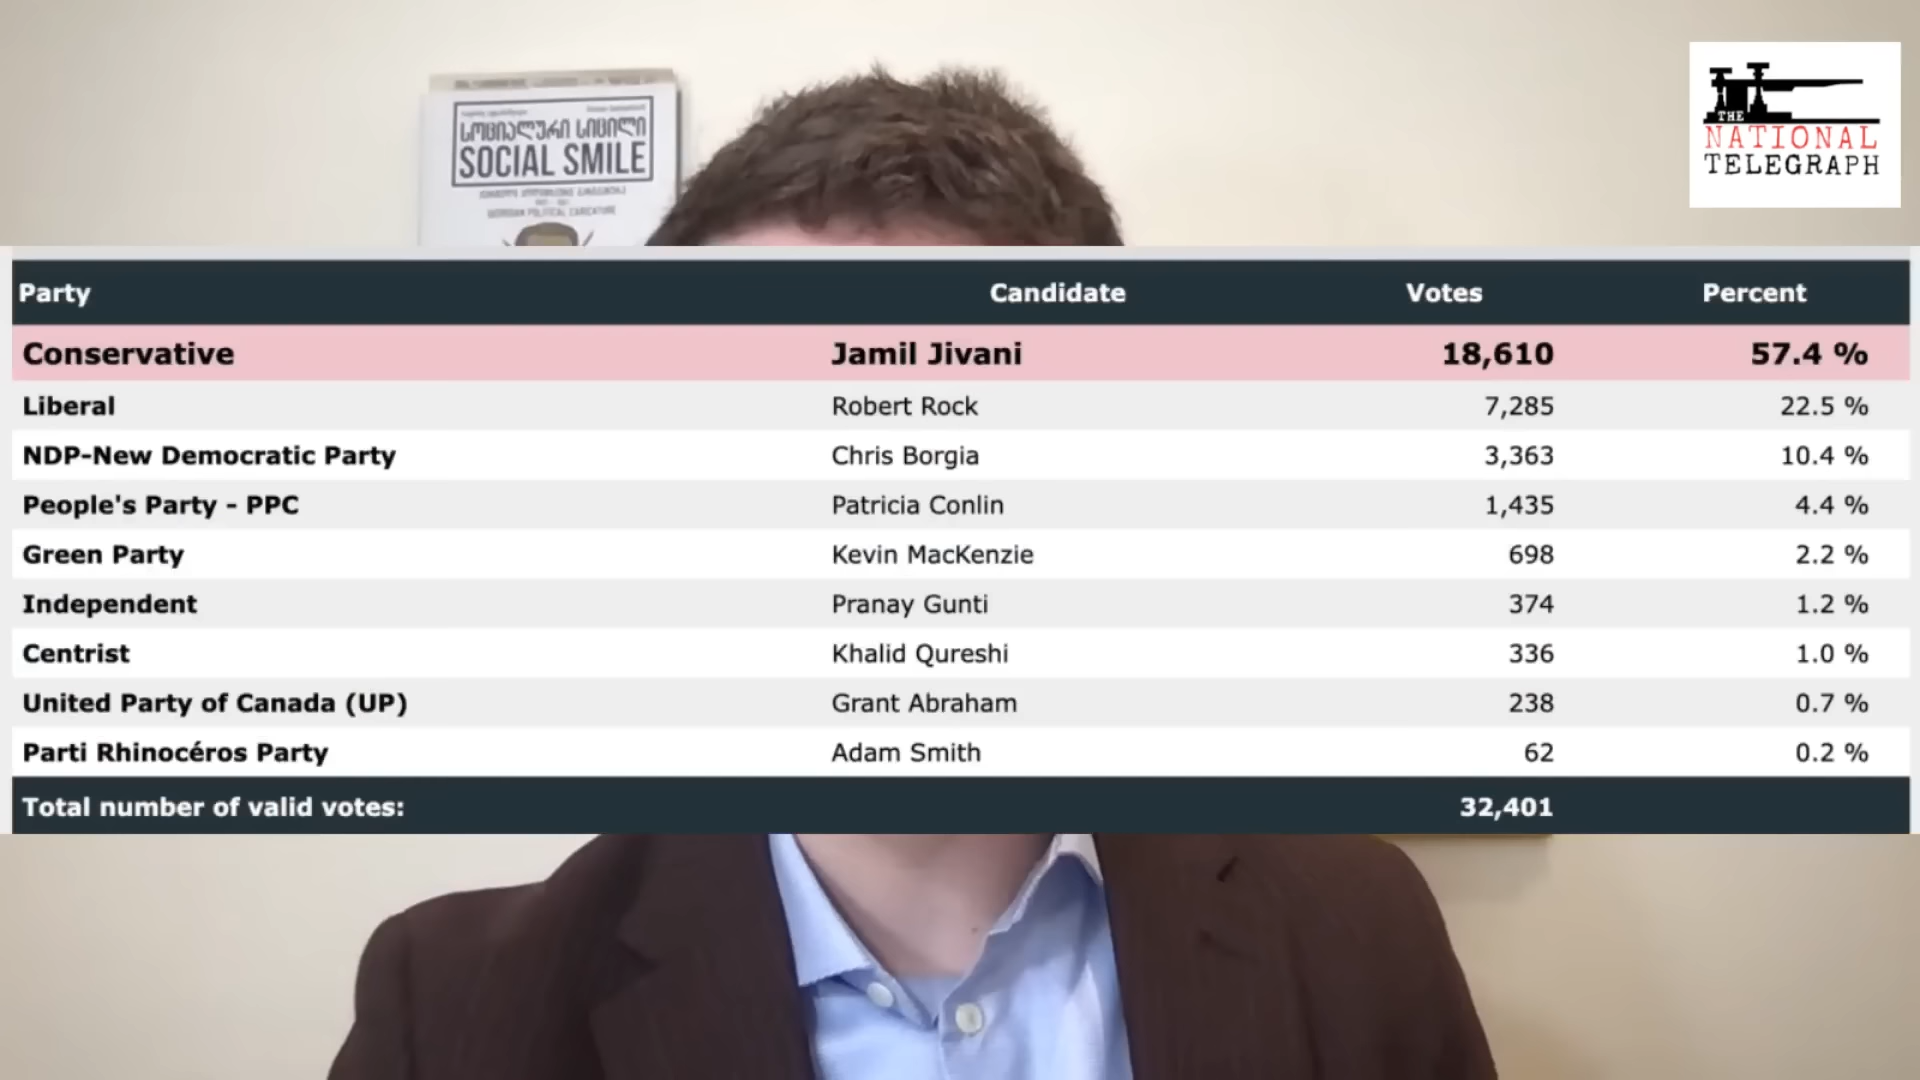 სოციალური სიცილი
SOCIAL SMILE
GEORGIAN POLITICAL CARICATURE
THE
NATIONAL
TELEGRAPH
Party Candidate Votes Percent
Conservative Jamil Jivani 18,610 57.4 %
Liberal Robert Rock 7,285 22.5 %
NDP-New Democratic Party Chris Borgia 3,363 10.4 %
People's Party - PPC Patricia Conlin 1,435 4.4 %
Green Party Kevin MacKenzie 698 2.2 %
Independent Pranay Gunti 374 1.2 %
Centrist Khalid Qureshi 336 1.0 %
United Party of Canada (UP) Grant Abraham 238 0.7 %
Parti Rhinocéros Party Adam Smith 62 0.2 %
Total number of valid votes: 32,401